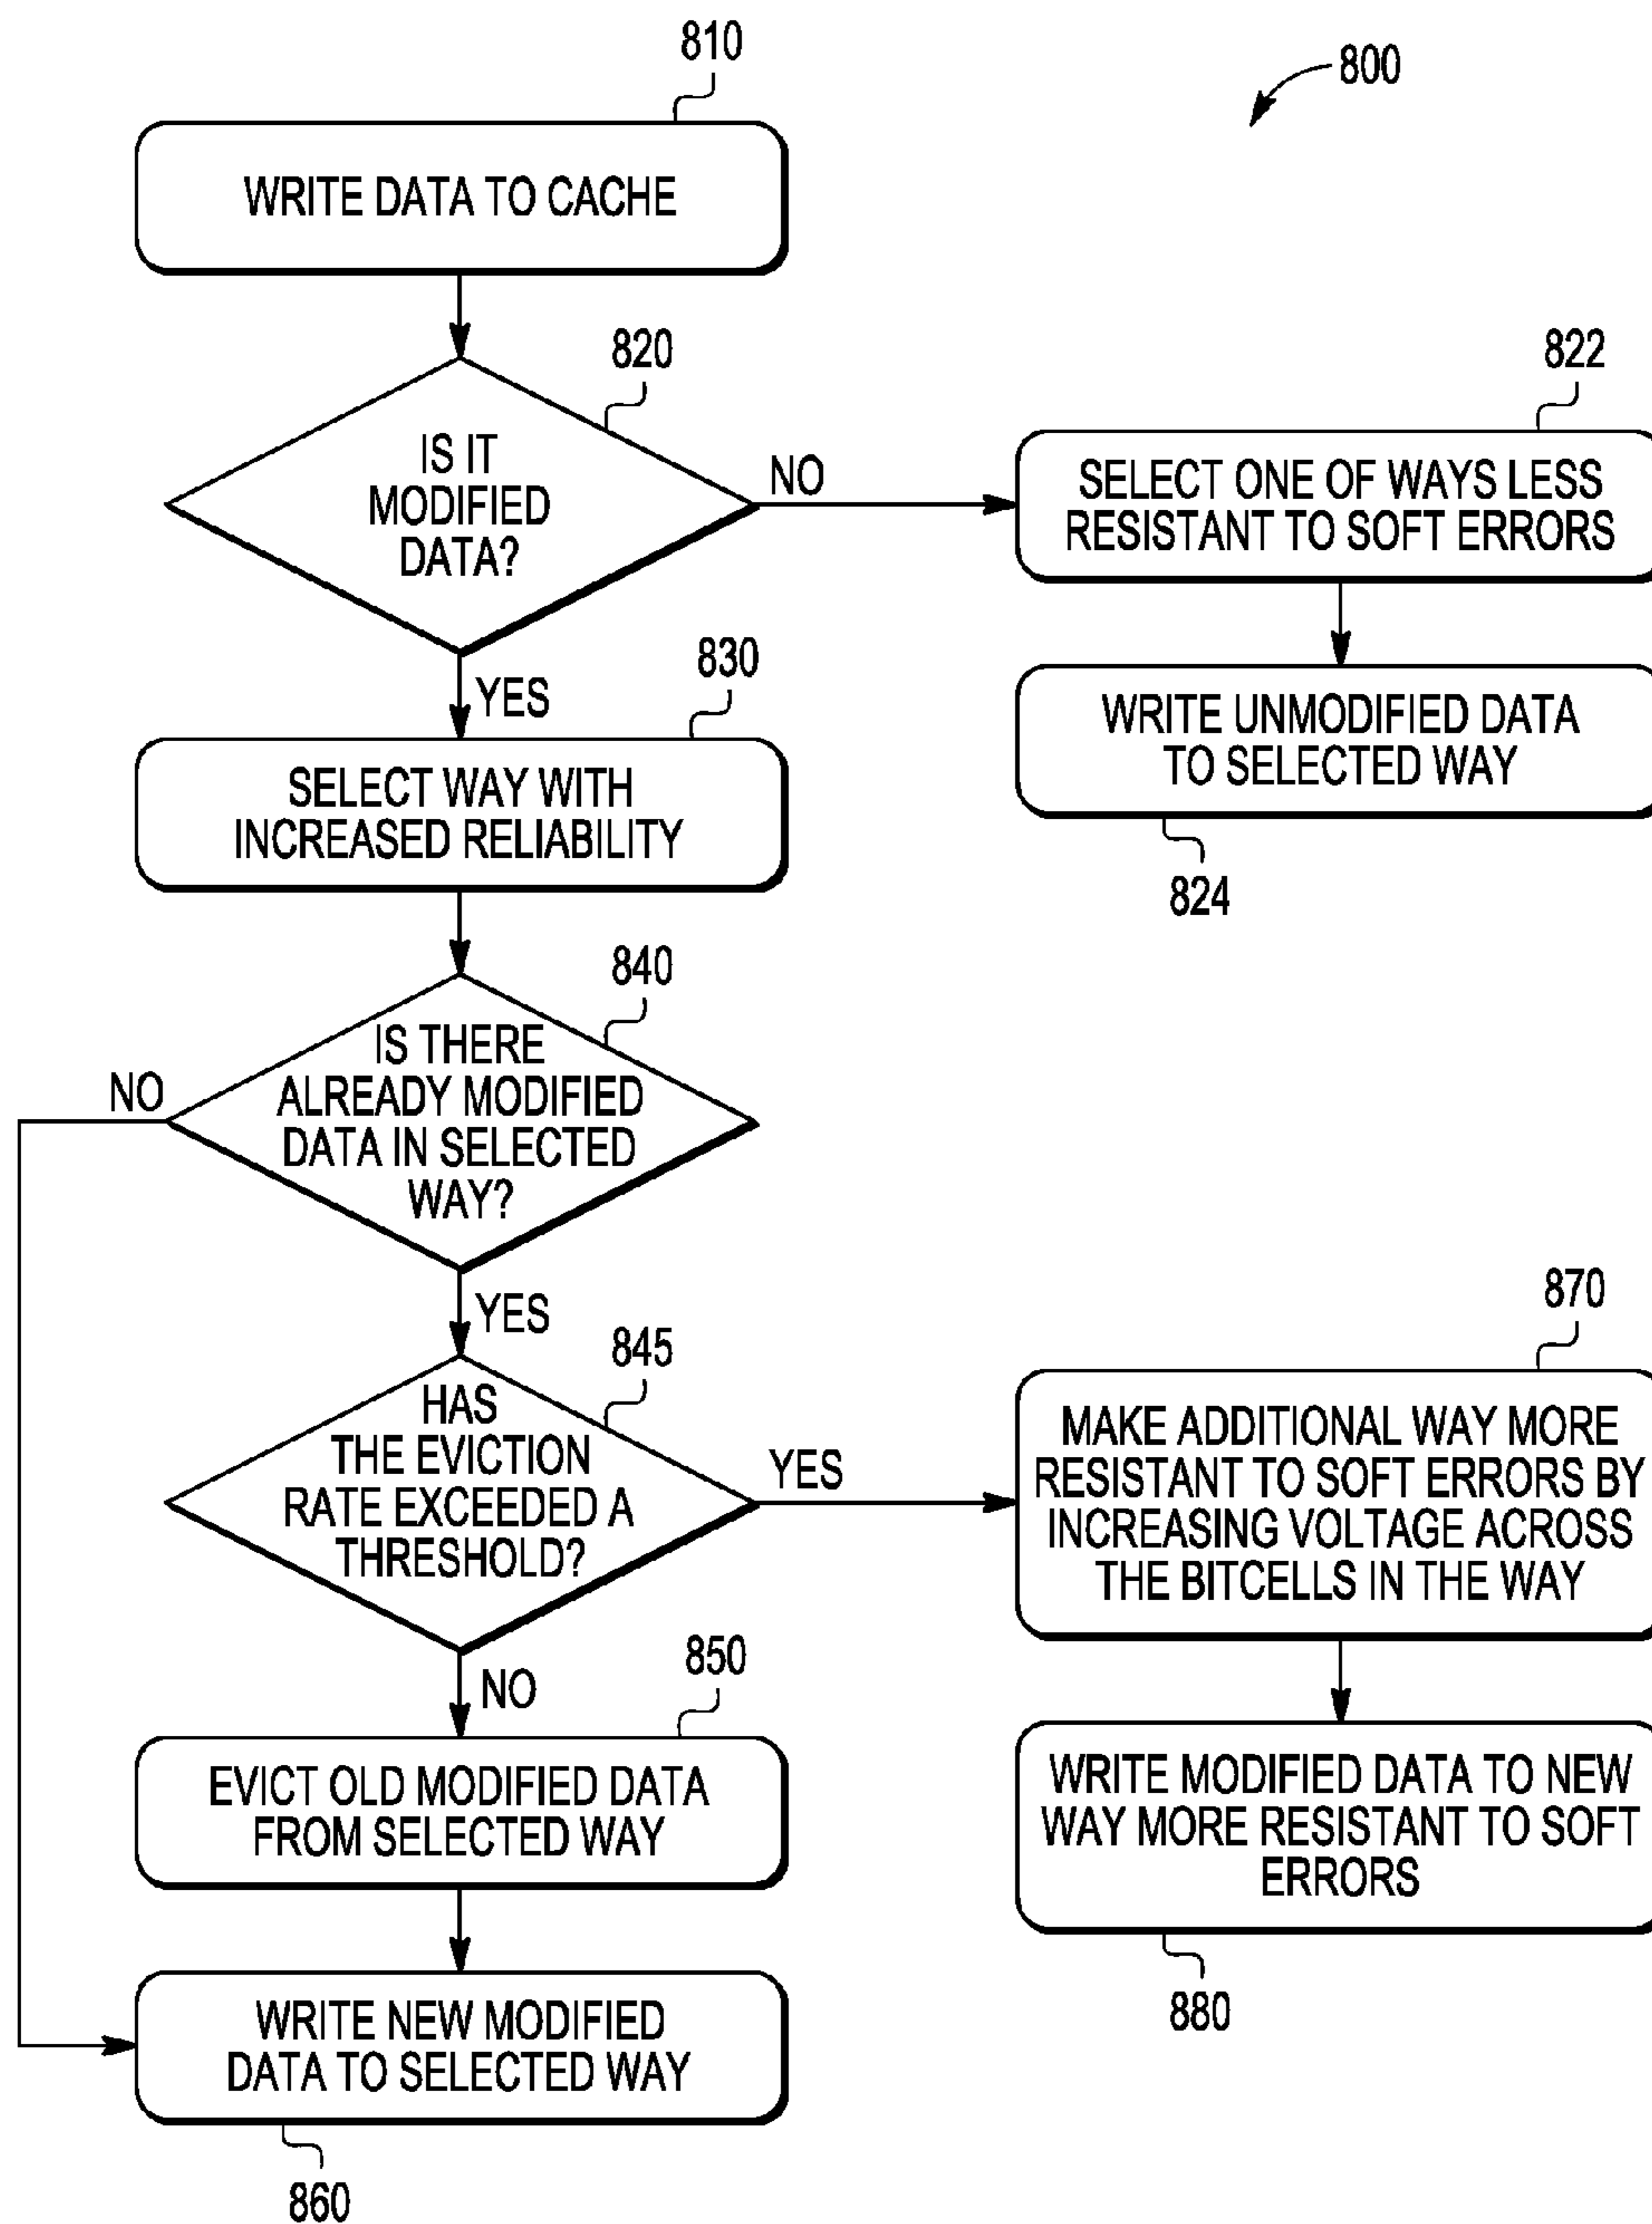 810
800
WRITE DATA TO CACHE
820
IS IT
MODIFIED
DATA?
NO
822
SELECT ONE OF WAYS LESS
RESISTANT TO SOFT ERRORS
YES
830
WRITE UNMODIFIED DATA
TO SELECTED WAY
824
SELECT WAY WITH
INCREASED RELIABILITY
840
IS THERE
ALREADY MODIFIED
DATA IN SELECTED
WAY?
NO
YES
845
HAS
THE EVICTION
RATE EXCEEDED A
THRESHOLD?
YES
870
MAKE ADDITIONAL WAY MORE
RESISTANT TO SOFT ERRORS BY
INCREASING VOLTAGE ACROSS
THE BITCELLS IN THE WAY
NO
850
EVICT OLD MODIFIED DATA
FROM SELECTED WAY
WRITE MODIFIED DATA TO NEW
WAY MORE RESISTANT TO SOFT
ERRORS
880
WRITE NEW MODIFIED
DATA TO SELECTED WAY
860